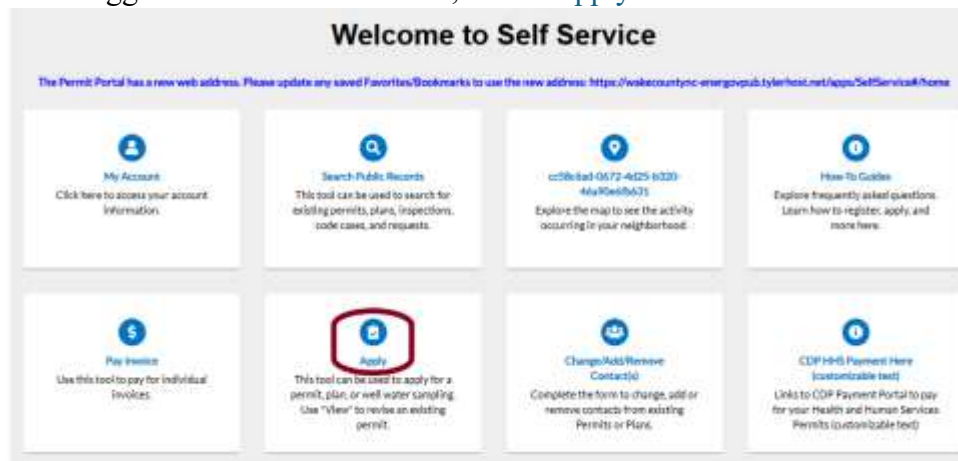 Welcome to Self Service
The Permit Portal has a new web address. Please update any saved Favorites/Bookmarks to use the new address: https://wakecountync-energovpub.tylerhost.net/apps/SelfService#/home
My Account
Click here to access your account
information.
Search Public Records
This tool can be used to search for
existing permits, plans, inspections,
code cases, and requests.
Explore the map to see the activity
occurring in your neighborhood.
How-To Guides
Explore frequently asked questions.
Learn how to register, apply, and
more here.
Pay Invoice
Use this tool to pay for individual
invoices.
Apply
This tool can be used to apply for a
permit, plan, or well water sampling.
Use "View" to revise an existing
permit.
Change/Add/Remove
Contact(s)
Complete the form to change, add or
remove contacts from existing
Permits or Plans.
CDP HHS Payment Here
(customizable text)
Links to CDP Payment Portal to pay
for your Health and Human Services
Permits (customizable text)